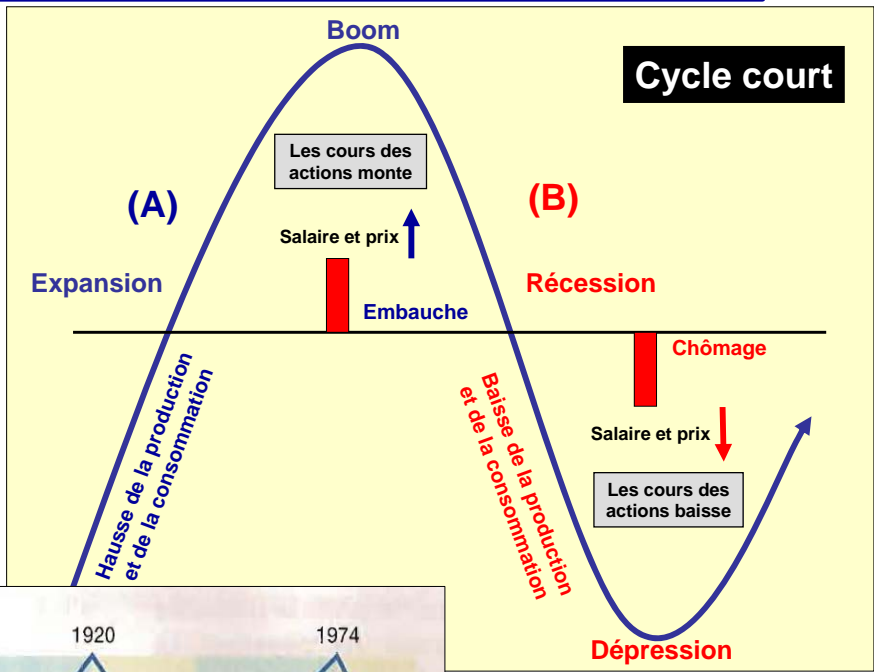 Boom
Cycle court
Les cours des
actions monte
(A)
(B)
Salaire et prix
Expansion
Récession
Embauche
Chômage
Hausse de la production
et de la consommation
Baisse de la production
et de la consommation
Salaire et prix
Les cours des
actions baisse
1920
1974
Dépression